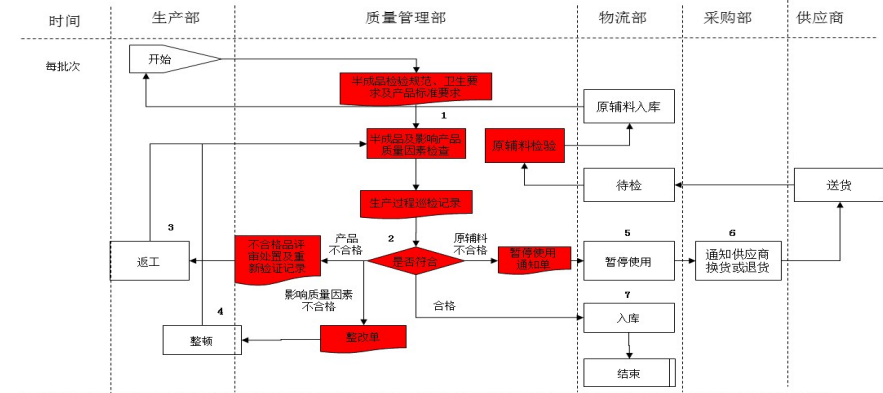 时间
生产部
质量管理部
物流部
采购部
供应商
每批次
开始
半成品检验规范、卫生要
求及产品标准要求
原辅料入库
1
半成品及影响产品
质量因素检查
原辅料检验
待检
送货
生产过程巡检记录
3
返工
不合格品评
审处置及重
新验证记录
产品
不合格
2
是否符合
原辅料
不合格
暂停使用
通知单
5
暂停使用
6
通知供应商
换货或退货
影响质量因素
不合格
合格
4
整顿
整改单
7
入库
结束